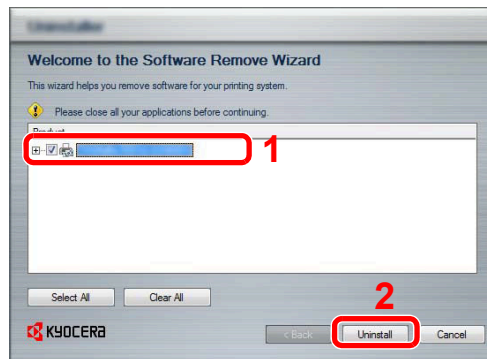 Welcome to the Software Remove Wizard
This wizard helps you remove software for your printing system.
Please close all your applications before continuing.
Product
1
Select All Clear All
2
KYOCERA
< Back Uninstall Cancel